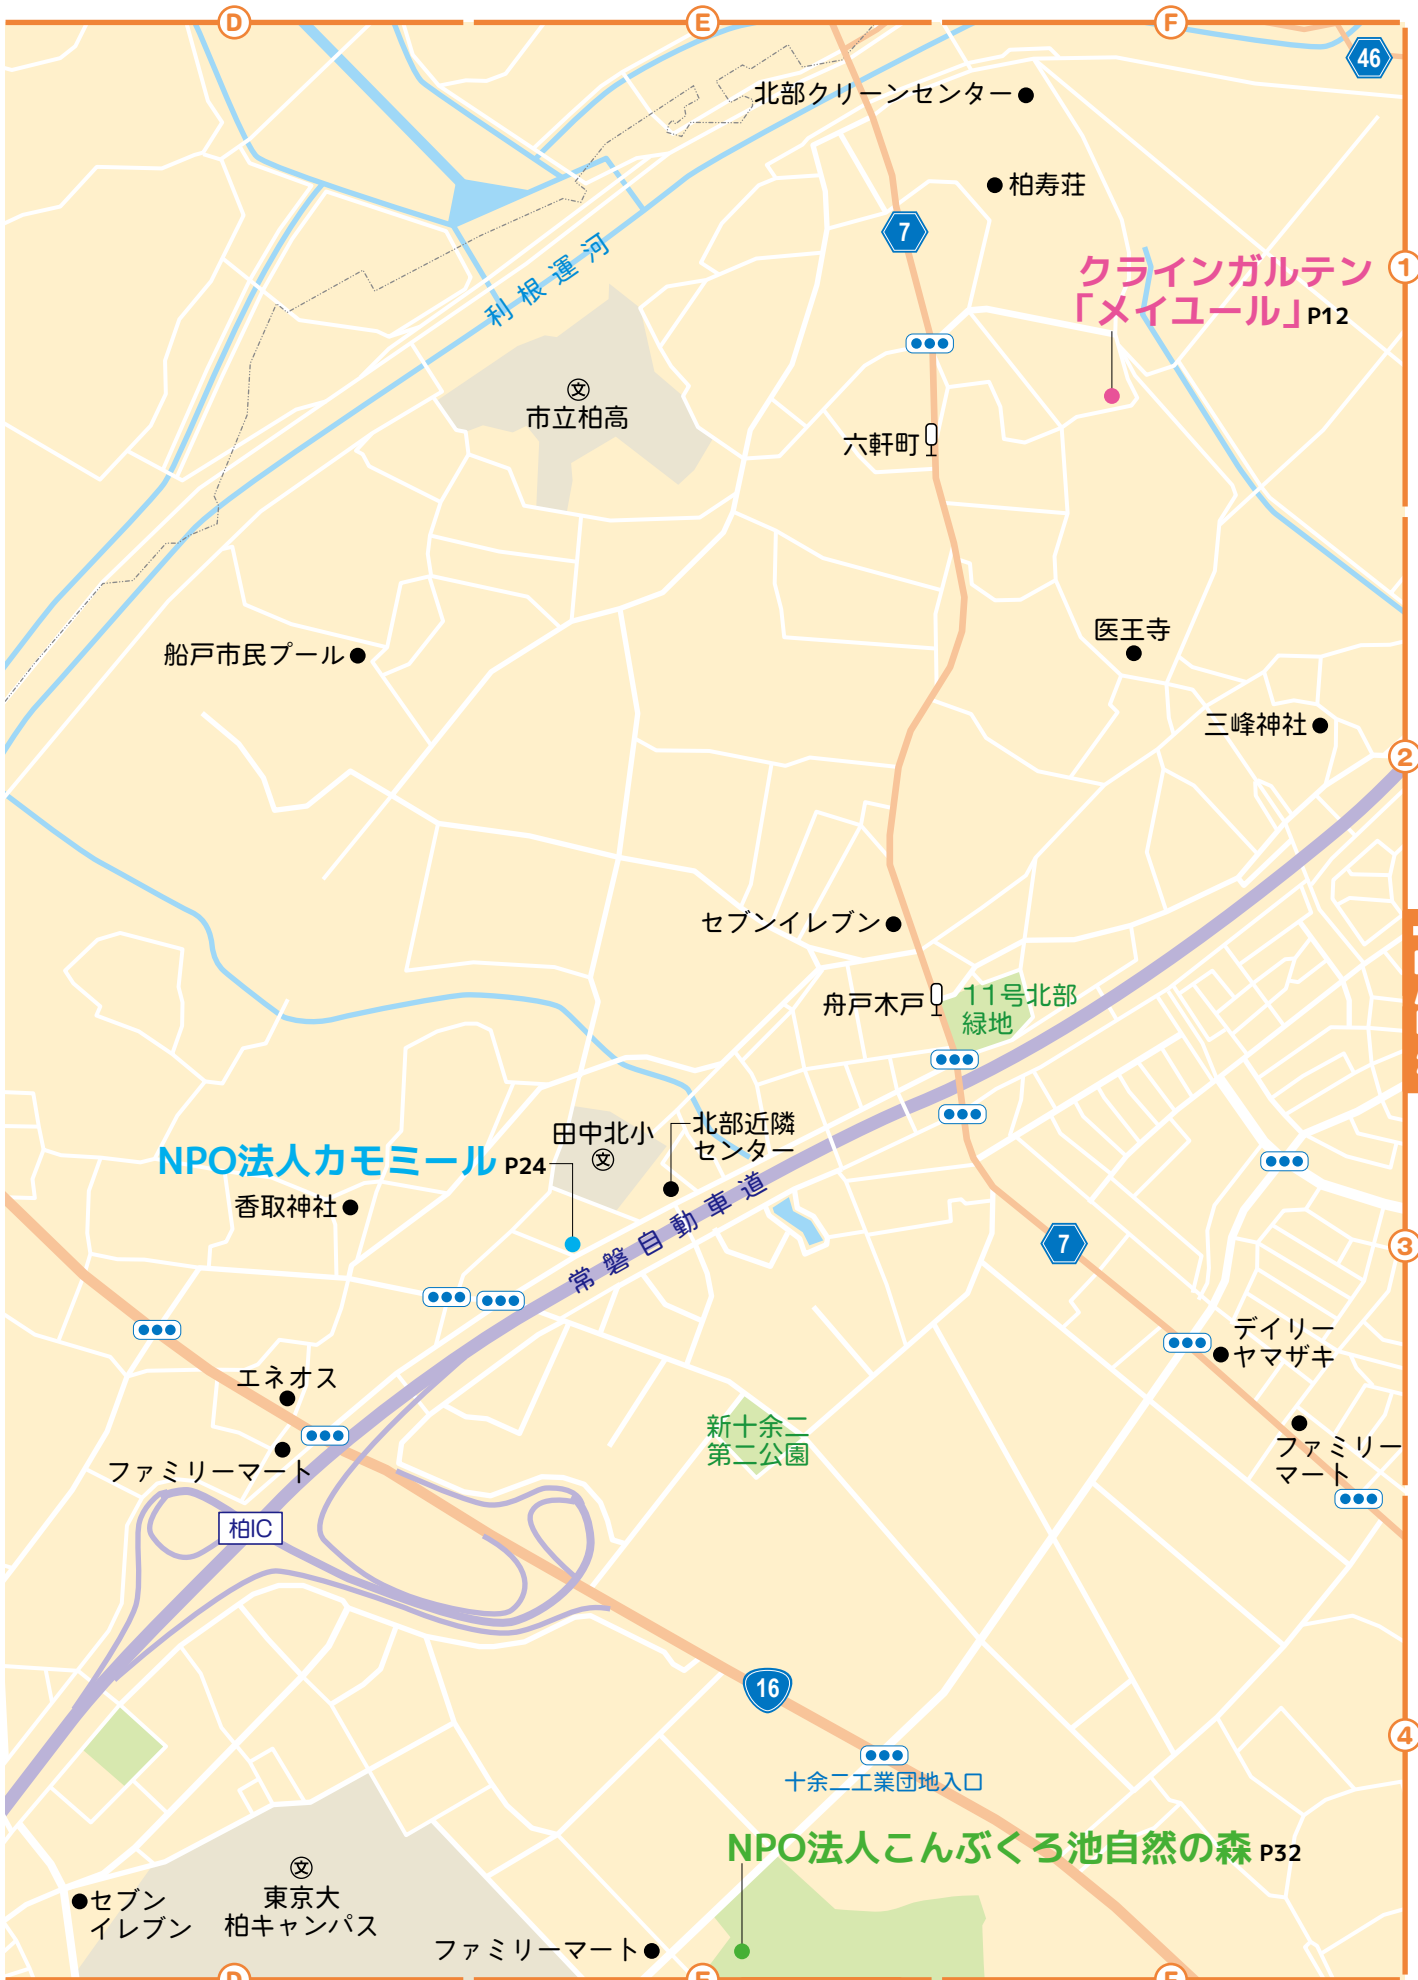 D
E
F
46
北部クリーンセンター
柏寿荘
7
クラインガルテン
「メイユール」P12
1
利根運河
文
市立柏高
六軒町
医王寺
船戸市民プール
三峰神社
2
セブンイレブン
舟戸木戸
11号北部
緑地
田中北小
文
北部近隣
センター
NPO法人カモミール P24
香取神社
常磐自動車道
7
3
デイリー
ヤマザキ
エネオス
新十余二
第二公園
ファミリー
マート
ファミリーマート
柏IC
16
4
十余二工業団地入口
NPO法人こんぶくろ池自然の森 P32
文
東京大
柏キャンパス
セブン
イレブン
ファミリーマート
D
E
F